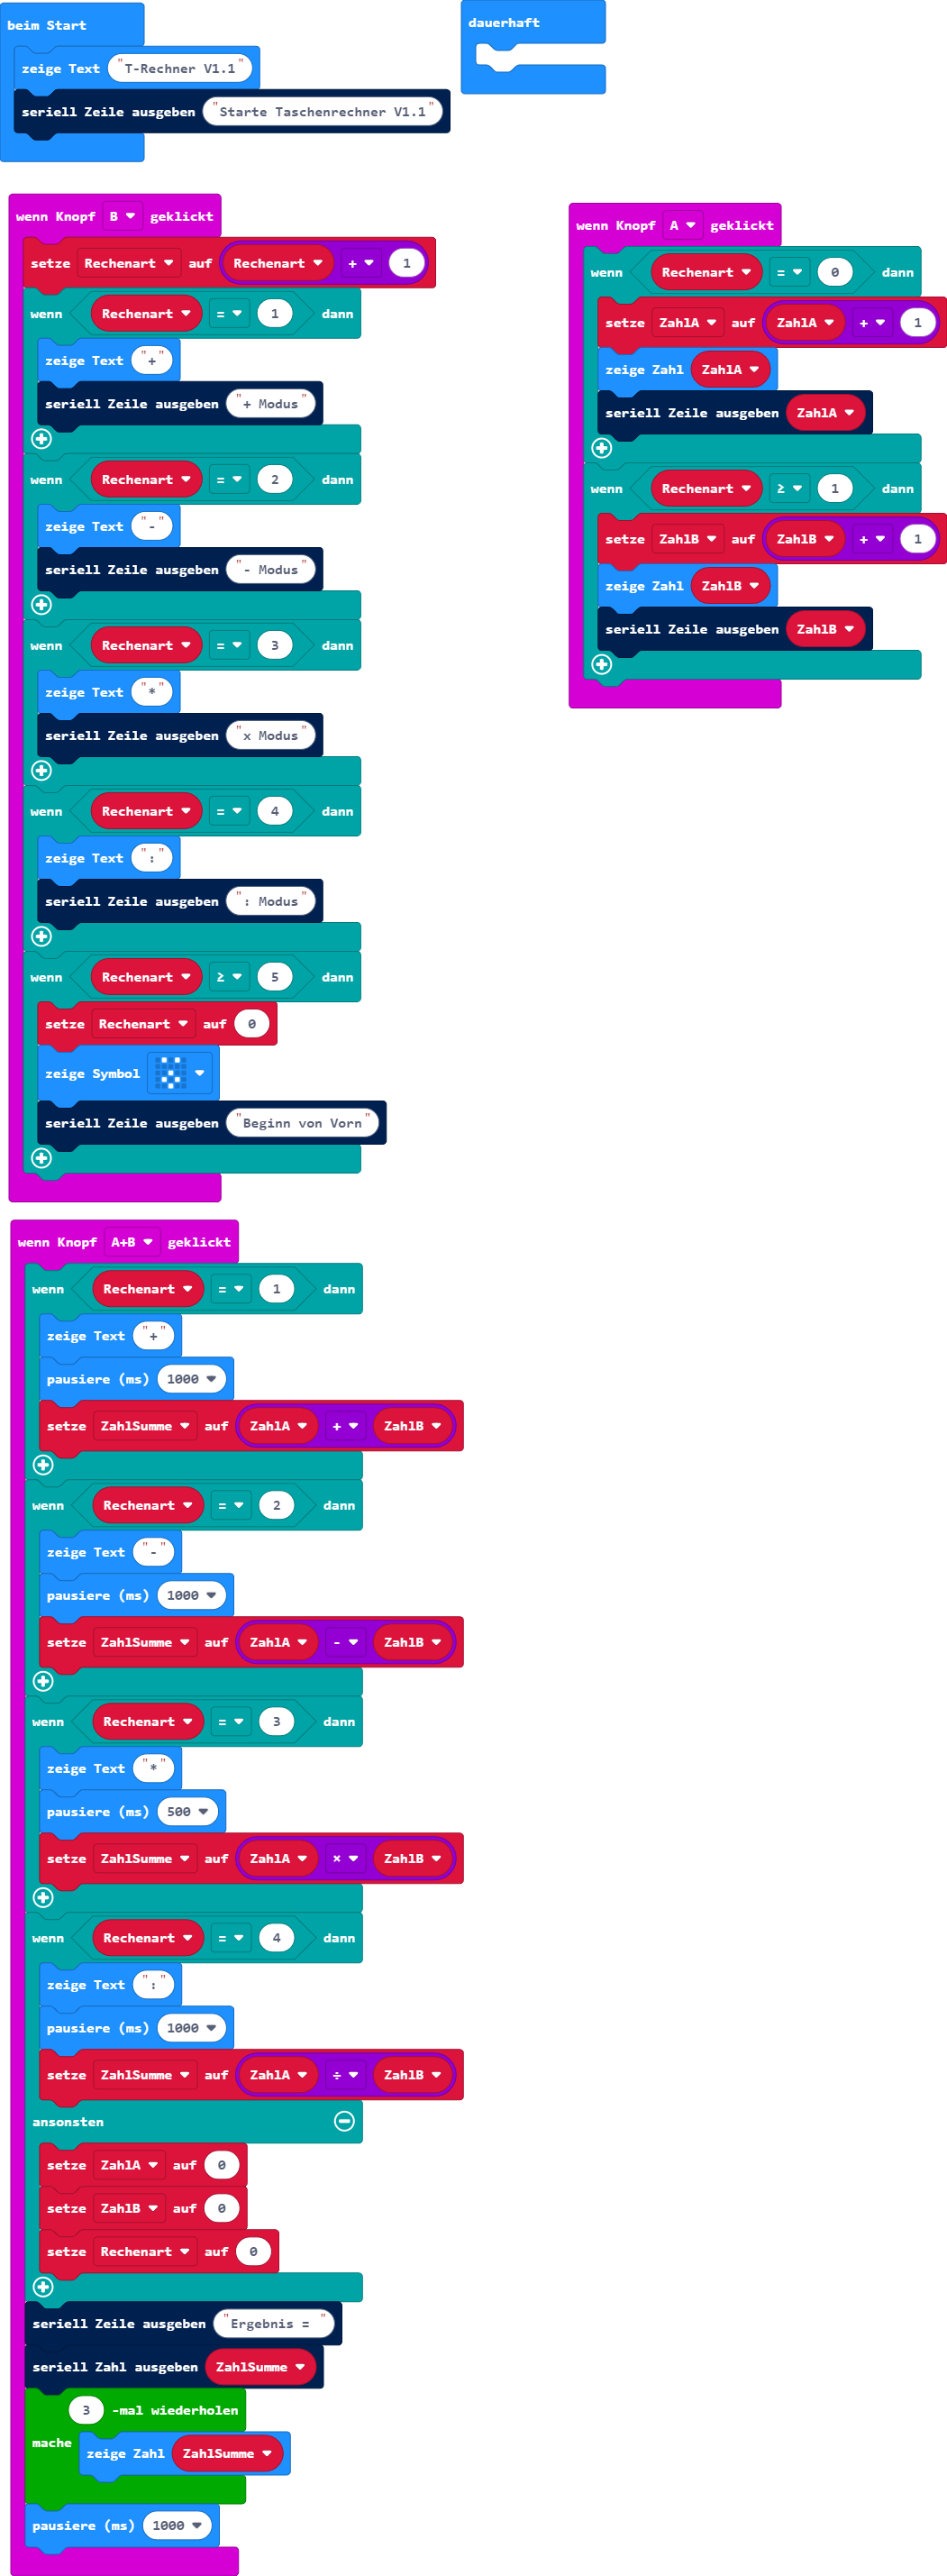 beim Start
zeige Text "T-Rechner V1.1"
seriell Zeile ausgeben "Starte Taschenrechner V1.1"
dauerhaft
wenn Knopf B geklickt
setze Rechenart auf Rechenart + 1
wenn Rechenart = 1 dann
zeige Text "+"
seriell Zeile ausgeben "+ Modus"
wenn Rechenart = 2 dann
zeige Text "-"
seriell Zeile ausgeben "- Modus"
wenn Rechenart = 3 dann
zeige Text "*"
seriell Zeile ausgeben "x Modus"
wenn Rechenart = 4 dann
zeige Text ":"
seriell Zeile ausgeben ": Modus"
wenn Rechenart ≥ 5 dann
setze Rechenart auf 0
zeige Symbol
seriell Zeile ausgeben "Beginn von Vorn"
wenn Knopf A geklickt
wenn Rechenart = 0 dann
setze ZahlA auf ZahlA + 1
zeige Zahl ZahlA
seriell Zeile ausgeben ZahlA
wenn Rechenart ≥ 1 dann
setze ZahlB auf ZahlB + 1
zeige Zahl ZahlB
seriell Zeile ausgeben ZahlB
wenn Knopf A+B geklickt
wenn Rechenart = 1 dann
zeige Text "+"
pausiere (ms) 1000
setze ZahlSumme auf ZahlA + ZahlB
wenn Rechenart = 2 dann
zeige Text "-"
pausiere (ms) 1000
setze ZahlSumme auf ZahlA - ZahlB
wenn Rechenart = 3 dann
zeige Text "*"
pausiere (ms) 500
setze ZahlSumme auf ZahlA × ZahlB
wenn Rechenart = 4 dann
zeige Text ":"
pausiere (ms) 1000
setze ZahlSumme auf ZahlA ÷ ZahlB
ansonsten
setze ZahlA auf 0
setze ZahlB auf 0
setze Rechenart auf 0
seriell Zeile ausgeben "Ergebnis = "
seriell Zahl ausgeben ZahlSumme
3 -mal wiederholen
mache zeige Zahl ZahlSumme
pausiere (ms) 1000